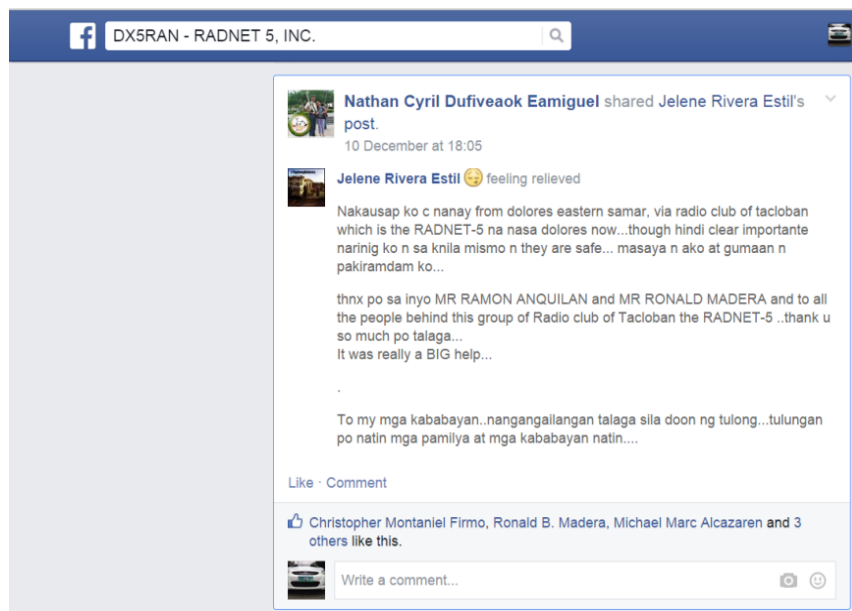 DX5RAN - RADNET 5, INC.
Nathan Cyril Dufiveaok Eamiguel shared Jelene Rivera Estil's
post.
10 December at 18:05
Jelene Rivera Estil feeling relieved
Nakausap ko c nanay from dolores eastern samar, via radio club of tacloban
which is the RADNET-5 na nasa dolores now...though hindi clear importante
narinig ko n sa knila mismo n they are safe... masaya n ako at gumaan n
pakiramdam ko...
thnx po sa inyo MR RAMON ANQUILAN and MR RONALD MADERA and to all
the people behind this group of Radio club of Tacloban the RADNET-5 ..thank u
so much po talaga...
It was really a BIG help...
.
To my mga kababayan..nangangailangan talaga sila doon ng tulong...tulungan
po natin mga pamilya at mga kababayan natin....
Like · Comment
Christopher Montaniel Firmo, Ronald B. Madera, Michael Marc Alcazaren and 3
others like this.
Write a comment...